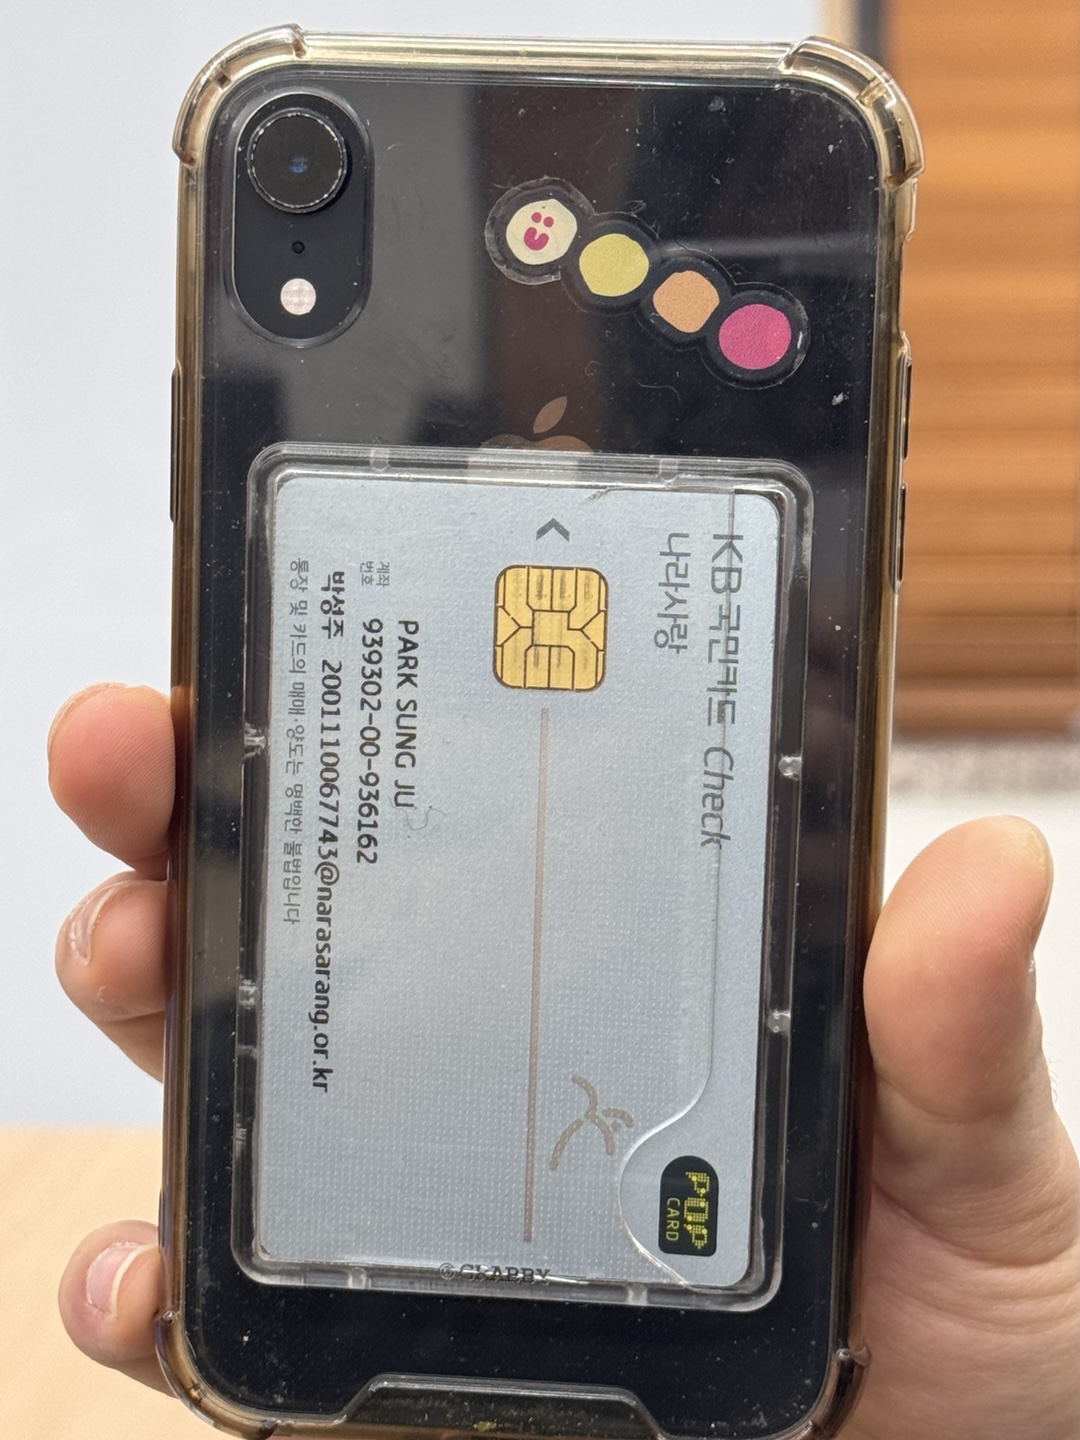 KB국민카드 Check
나라사랑
PARK SUNG JU
계좌번호 939302-00-936162
박성주 2001110067743@narasarang.or.kr
통장 및 카드의 매매·양도는 명백한 불법입니다
POP
CARD